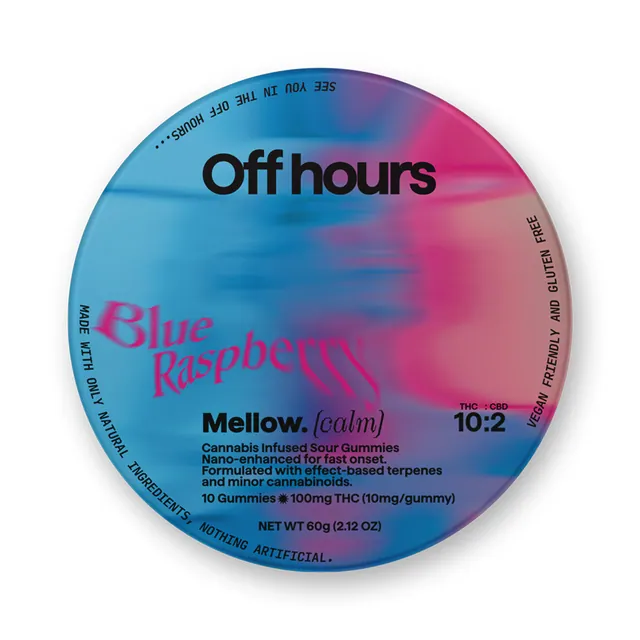 SEE YOU IN THE OFF HOURS...
Off hours
VEGAN FRIENDLY AND GLUTEN FREE
Blue
Raspberry
Mellow. [calm]
THC : CBD
10:2
Cannabis Infused Sour Gummies
Nano-enhanced for fast onset.
Formulated with effect-based terpenes
and minor cannabinoids.
10 Gummies ✹ 100mg THC (10mg/gummy)
NET WT 60g (2.12 OZ)
MADE WITH ONLY NATURAL INGREDIENTS, NOTHING ARTIFICIAL.